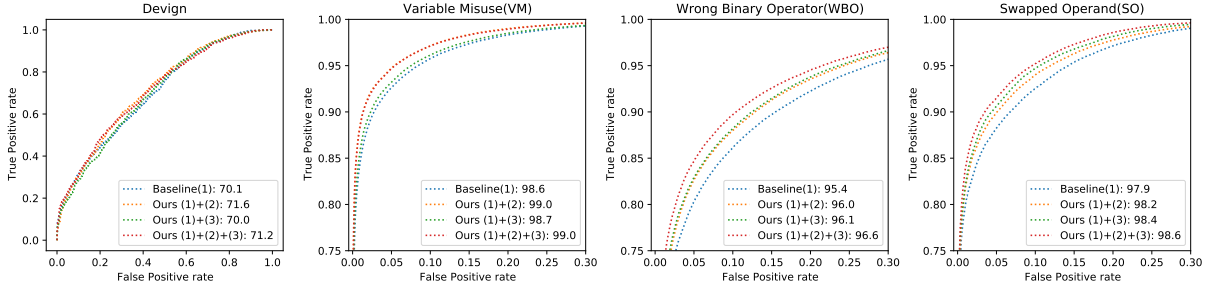 Devign
True Positive rate
1.0
0.8
0.6
0.4
0.2
0.0
Baseline(1): 70.1
Ours (1)+(2): 71.6
Ours (1)+(3): 70.0
Ours (1)+(2)+(3): 71.2
0.0 0.2 0.4 0.6 0.8 1.0
False Positive rate
Variable Misuse(VM)
True Positive rate
1.00
0.95
0.90
0.85
0.80
0.75
Baseline(1): 98.6
Ours (1)+(2): 99.0
Ours (1)+(3): 98.7
Ours (1)+(2)+(3): 99.0
0.00 0.05 0.10 0.15 0.20 0.25 0.30
False Positive rate
Wrong Binary Operator(WBO)
True Positive rate
1.00
0.95
0.90
0.85
0.80
0.75
Baseline(1): 95.4
Ours (1)+(2): 96.0
Ours (1)+(3): 96.1
Ours (1)+(2)+(3): 96.6
0.00 0.05 0.10 0.15 0.20 0.25 0.30
False Positive rate
Swapped Operand(SO)
True Positive rate
1.00
0.95
0.90
0.85
0.80
0.75
Baseline(1): 97.9
Ours (1)+(2): 98.2
Ours (1)+(3): 98.4
Ours (1)+(2)+(3): 98.6
0.00 0.05 0.10 0.15 0.20 0.25 0.30
False Positive rate